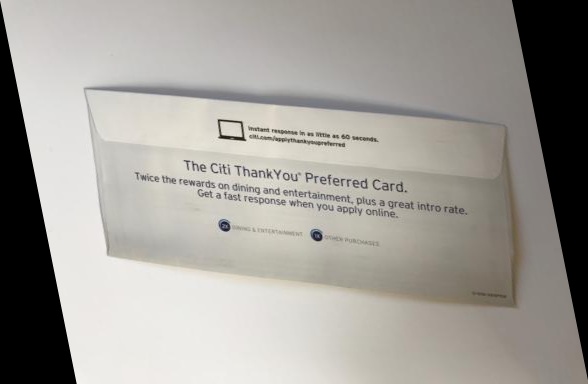 Instant response in as little as 60 seconds.
citi.com/applythankyoupreferred
The Citi ThankYou® Preferred Card.
Twice the rewards on dining and entertainment, plus a great intro rate.
Get a fast response when you apply online.
2X DINING & ENTERTAINMENT 1X OTHER PURCHASES